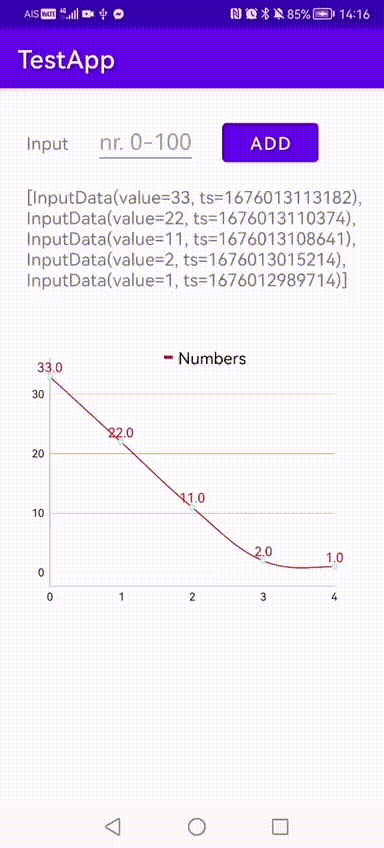 AIS VoLTE 4G 85% 14:16
TestApp
Input nr. 0-100 ADD
[InputData(value=33, ts=1676013113182),
InputData(value=22, ts=1676013110374),
InputData(value=11, ts=1676013108641),
InputData(value=2, ts=1676013015214),
InputData(value=1, ts=1676012989714)]
Numbers
33.0
30
22.0
20
11.0
10
2.0 1.0
0
0 1 2 3 4